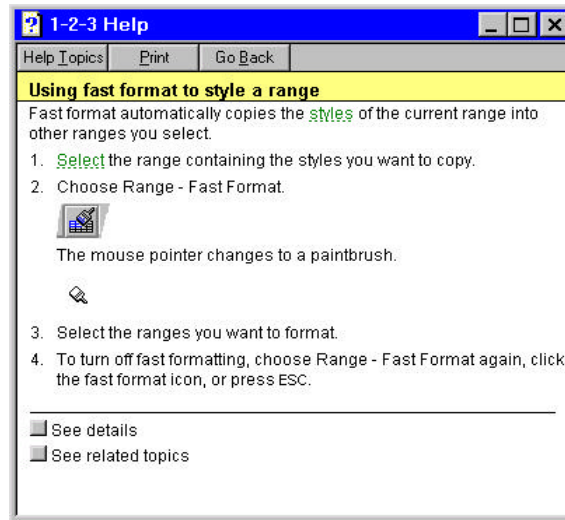 1-2-3 Help
Help Topics Print Go Back
Using fast format to style a range
Fast format automatically copies the styles of the current range into
other ranges you select.
1. Select the range containing the styles you want to copy.
2. Choose Range - Fast Format.
The mouse pointer changes to a paintbrush.
3. Select the ranges you want to format.
4. To turn off fast formatting, choose Range - Fast Format again, click
the fast format icon, or press ESC.
See details
See related topics